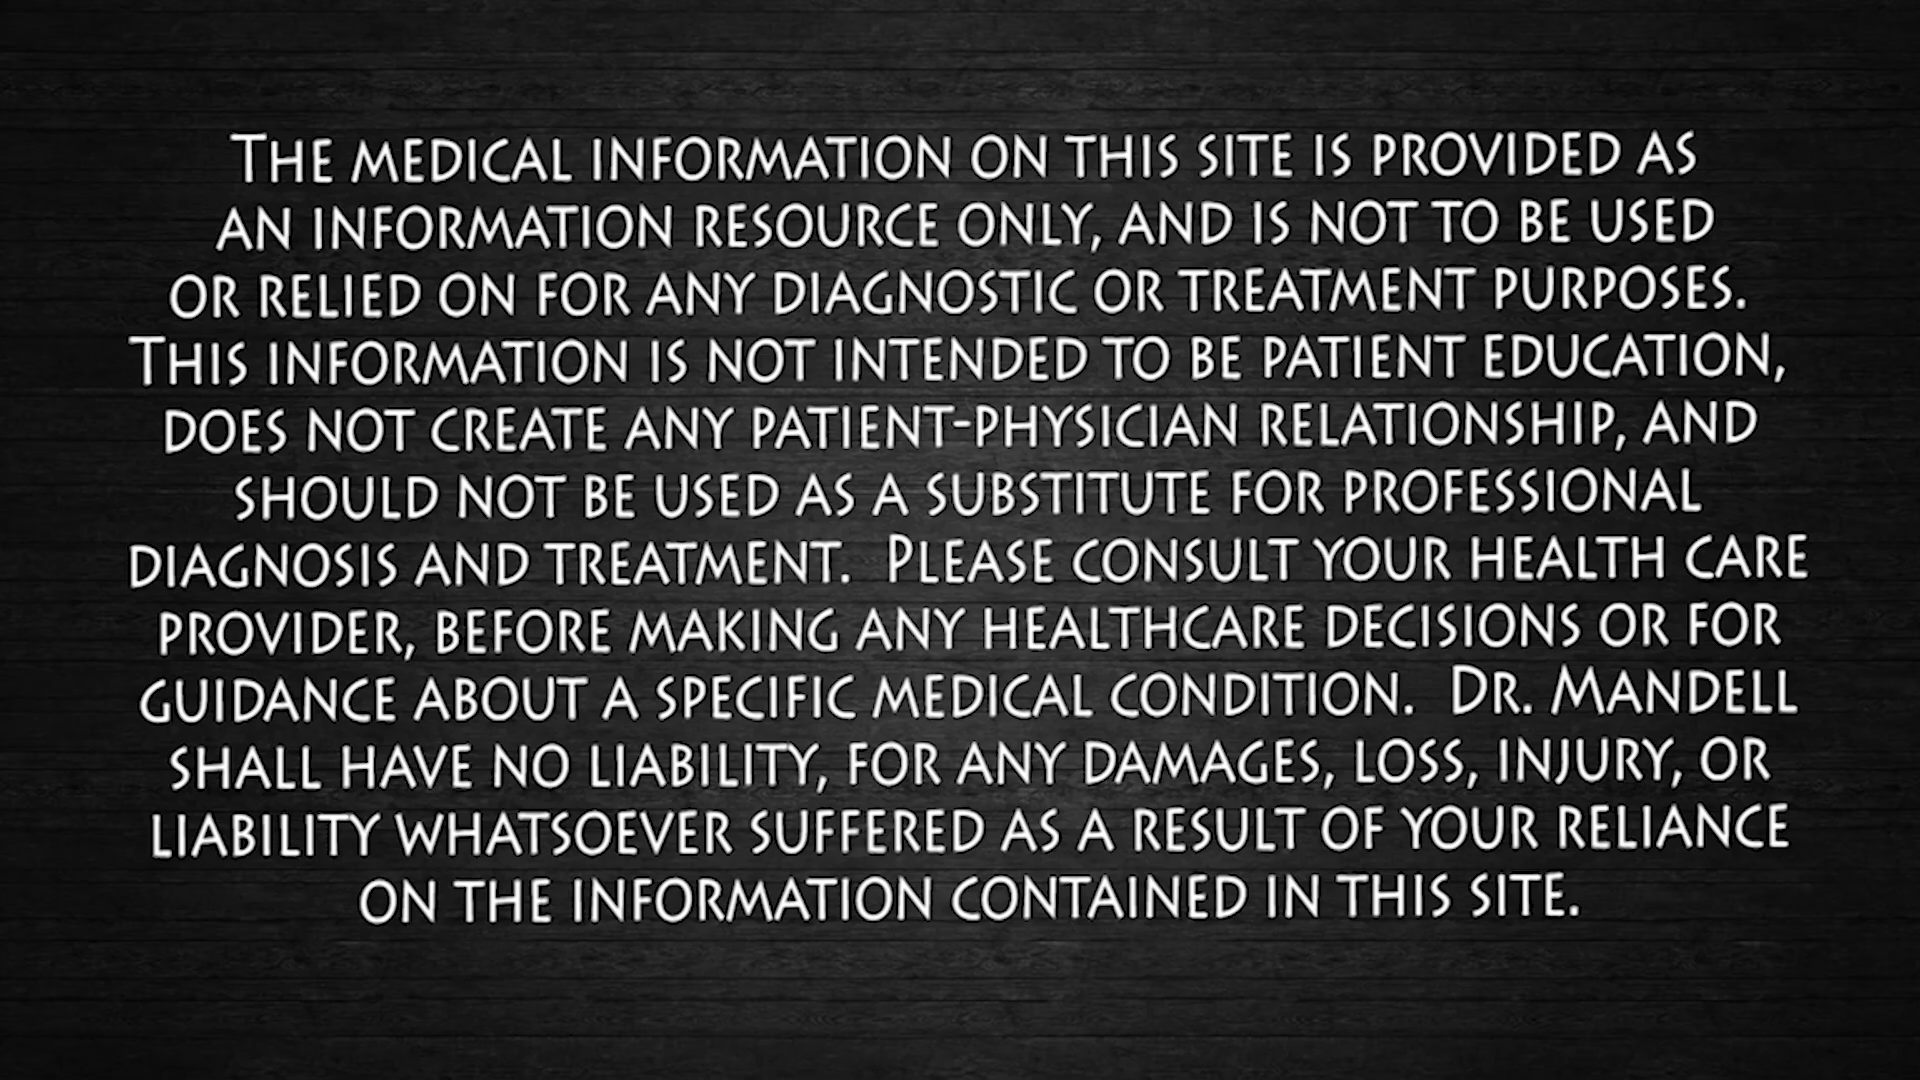 The medical information on this site is provided as
an information resource only, and is not to be used
or relied on for any diagnostic or treatment purposes.
This information is not intended to be patient education,
does not create any patient-physician relationship, and
should not be used as a substitute for professional
diagnosis and treatment.  Please consult your health care
provider, before making any healthcare decisions or for
guidance about a specific medical condition.  Dr. Mandell
shall have no liability, for any damages, loss, injury, or
liability whatsoever suffered as a result of your reliance
on the information contained in this site.